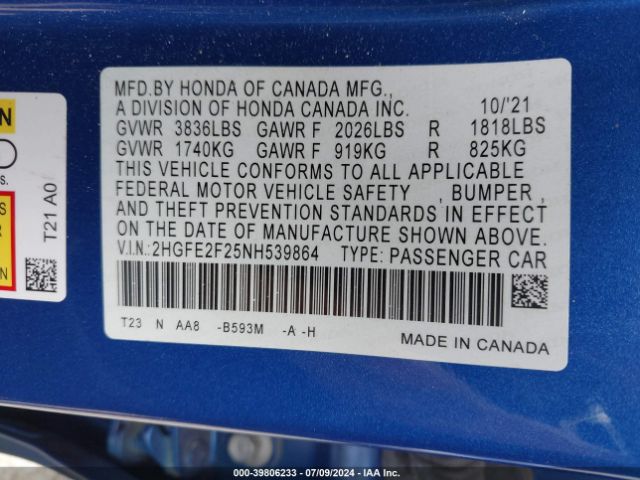 N
s.
S
R
T21 A0
MFD.BY HONDA OF CANADA MFG.,
A DIVISION OF HONDA CANADA INC. 10/'21
GVWR 3836LBS GAWR F 2026LBS R 1818LBS
GVWR 1740KG GAWR F 919KG R 825KG
THIS VEHICLE CONFORMS TO ALL APPLICABLE
FEDERAL MOTOR VEHICLE SAFETY , BUMPER ,
AND THEFT PREVENTION STANDARDS IN EFFECT
ON THE DATE OF MANUFACTURE SHOWN ABOVE.
V.I.N.:2HGFE2F25NH539864 TYPE: PASSENGER CAR
T23 N AA8 -B593M -A -H
MADE IN CANADA
000-39806233 - 07/09/2024 - IAA Inc.